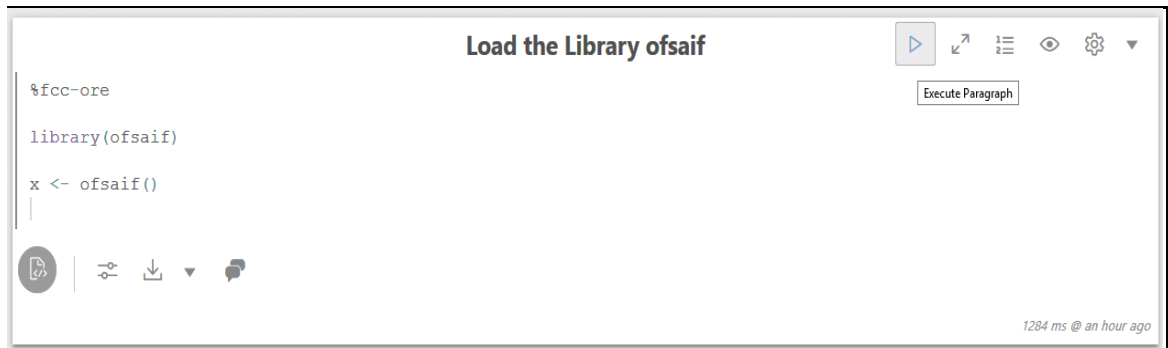 Load the Library ofsaif
Execute Paragraph
%fcc-ore
library(ofsaif)
x <- ofsaif()
1284 ms @ an hour ago